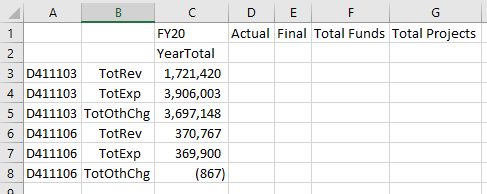 A B C D E F G
1 FY20 Actual Final Total Funds Total Projects
2 YearTotal
3 D411103 TotRev 1,721,420
4 D411103 TotExp 3,906,003
5 D411103 TotOthChg 3,697,148
6 D411106 TotRev 370,767
7 D411106 TotExp 369,900
8 D411106 TotOthChg (867)